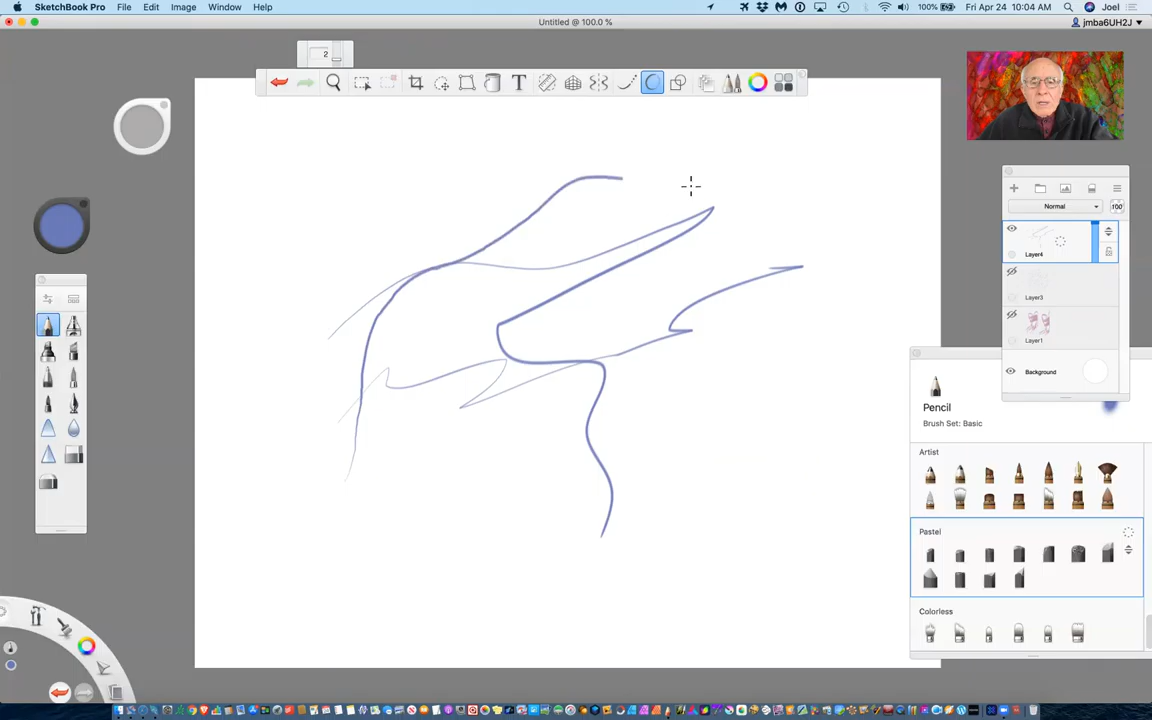 SketchBook Pro File Edit Image Window Help 100% Fri Apr 24 10:04 AM Joel
Untitled @ 100.0 % jmba6UH2J
2
T
Normal 100
Layer4
Layer3
Layer1
Background
Pencil
Brush Set: Basic
Artist
Pastel
Colorless